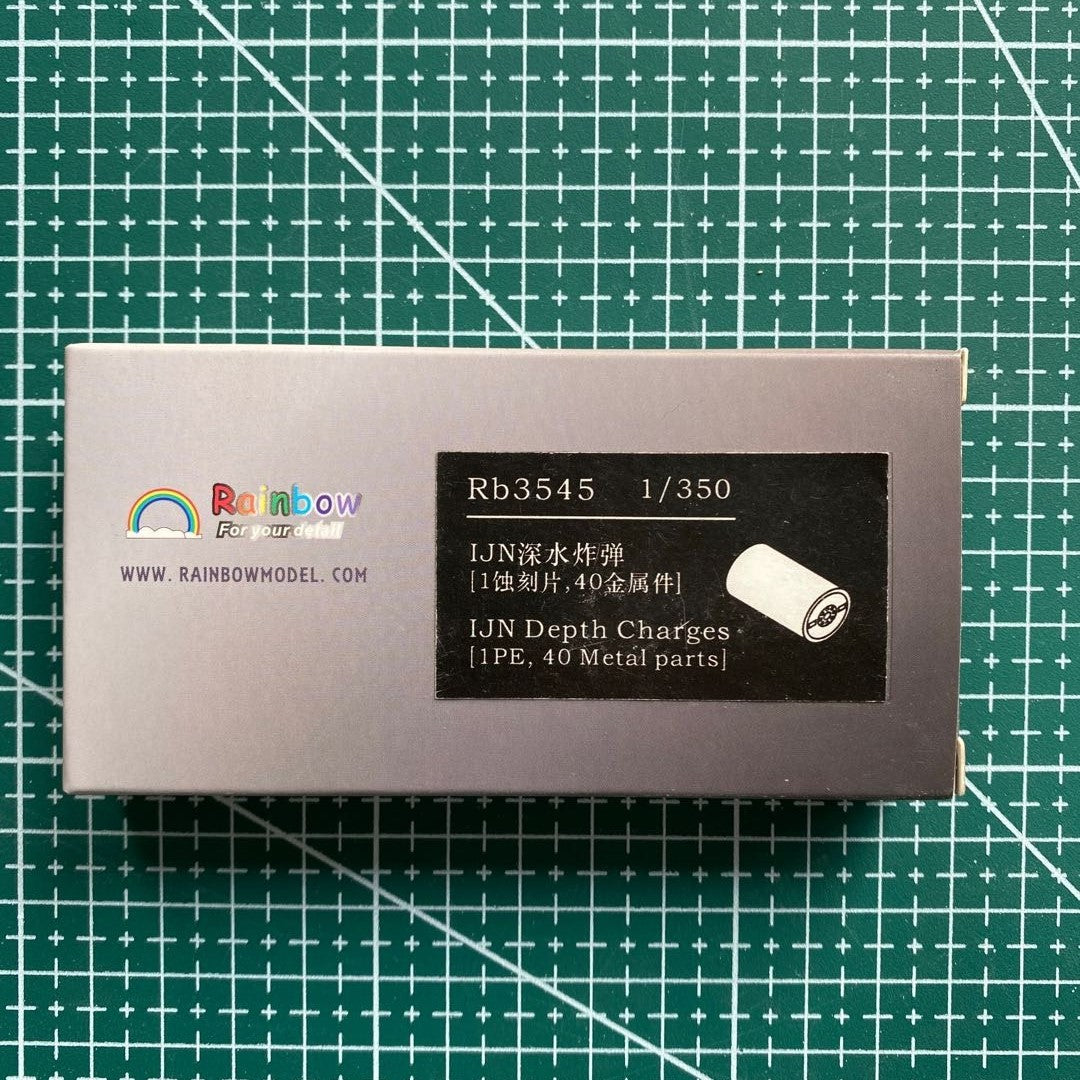 Rainbow
For your detail
WWW. RAINBOWMODEL. COM
Rb3545 1/350
IJN深水炸弹
[1蚀刻片,40金属件]
IJN Depth Charges
[1PE, 40 Metal parts]